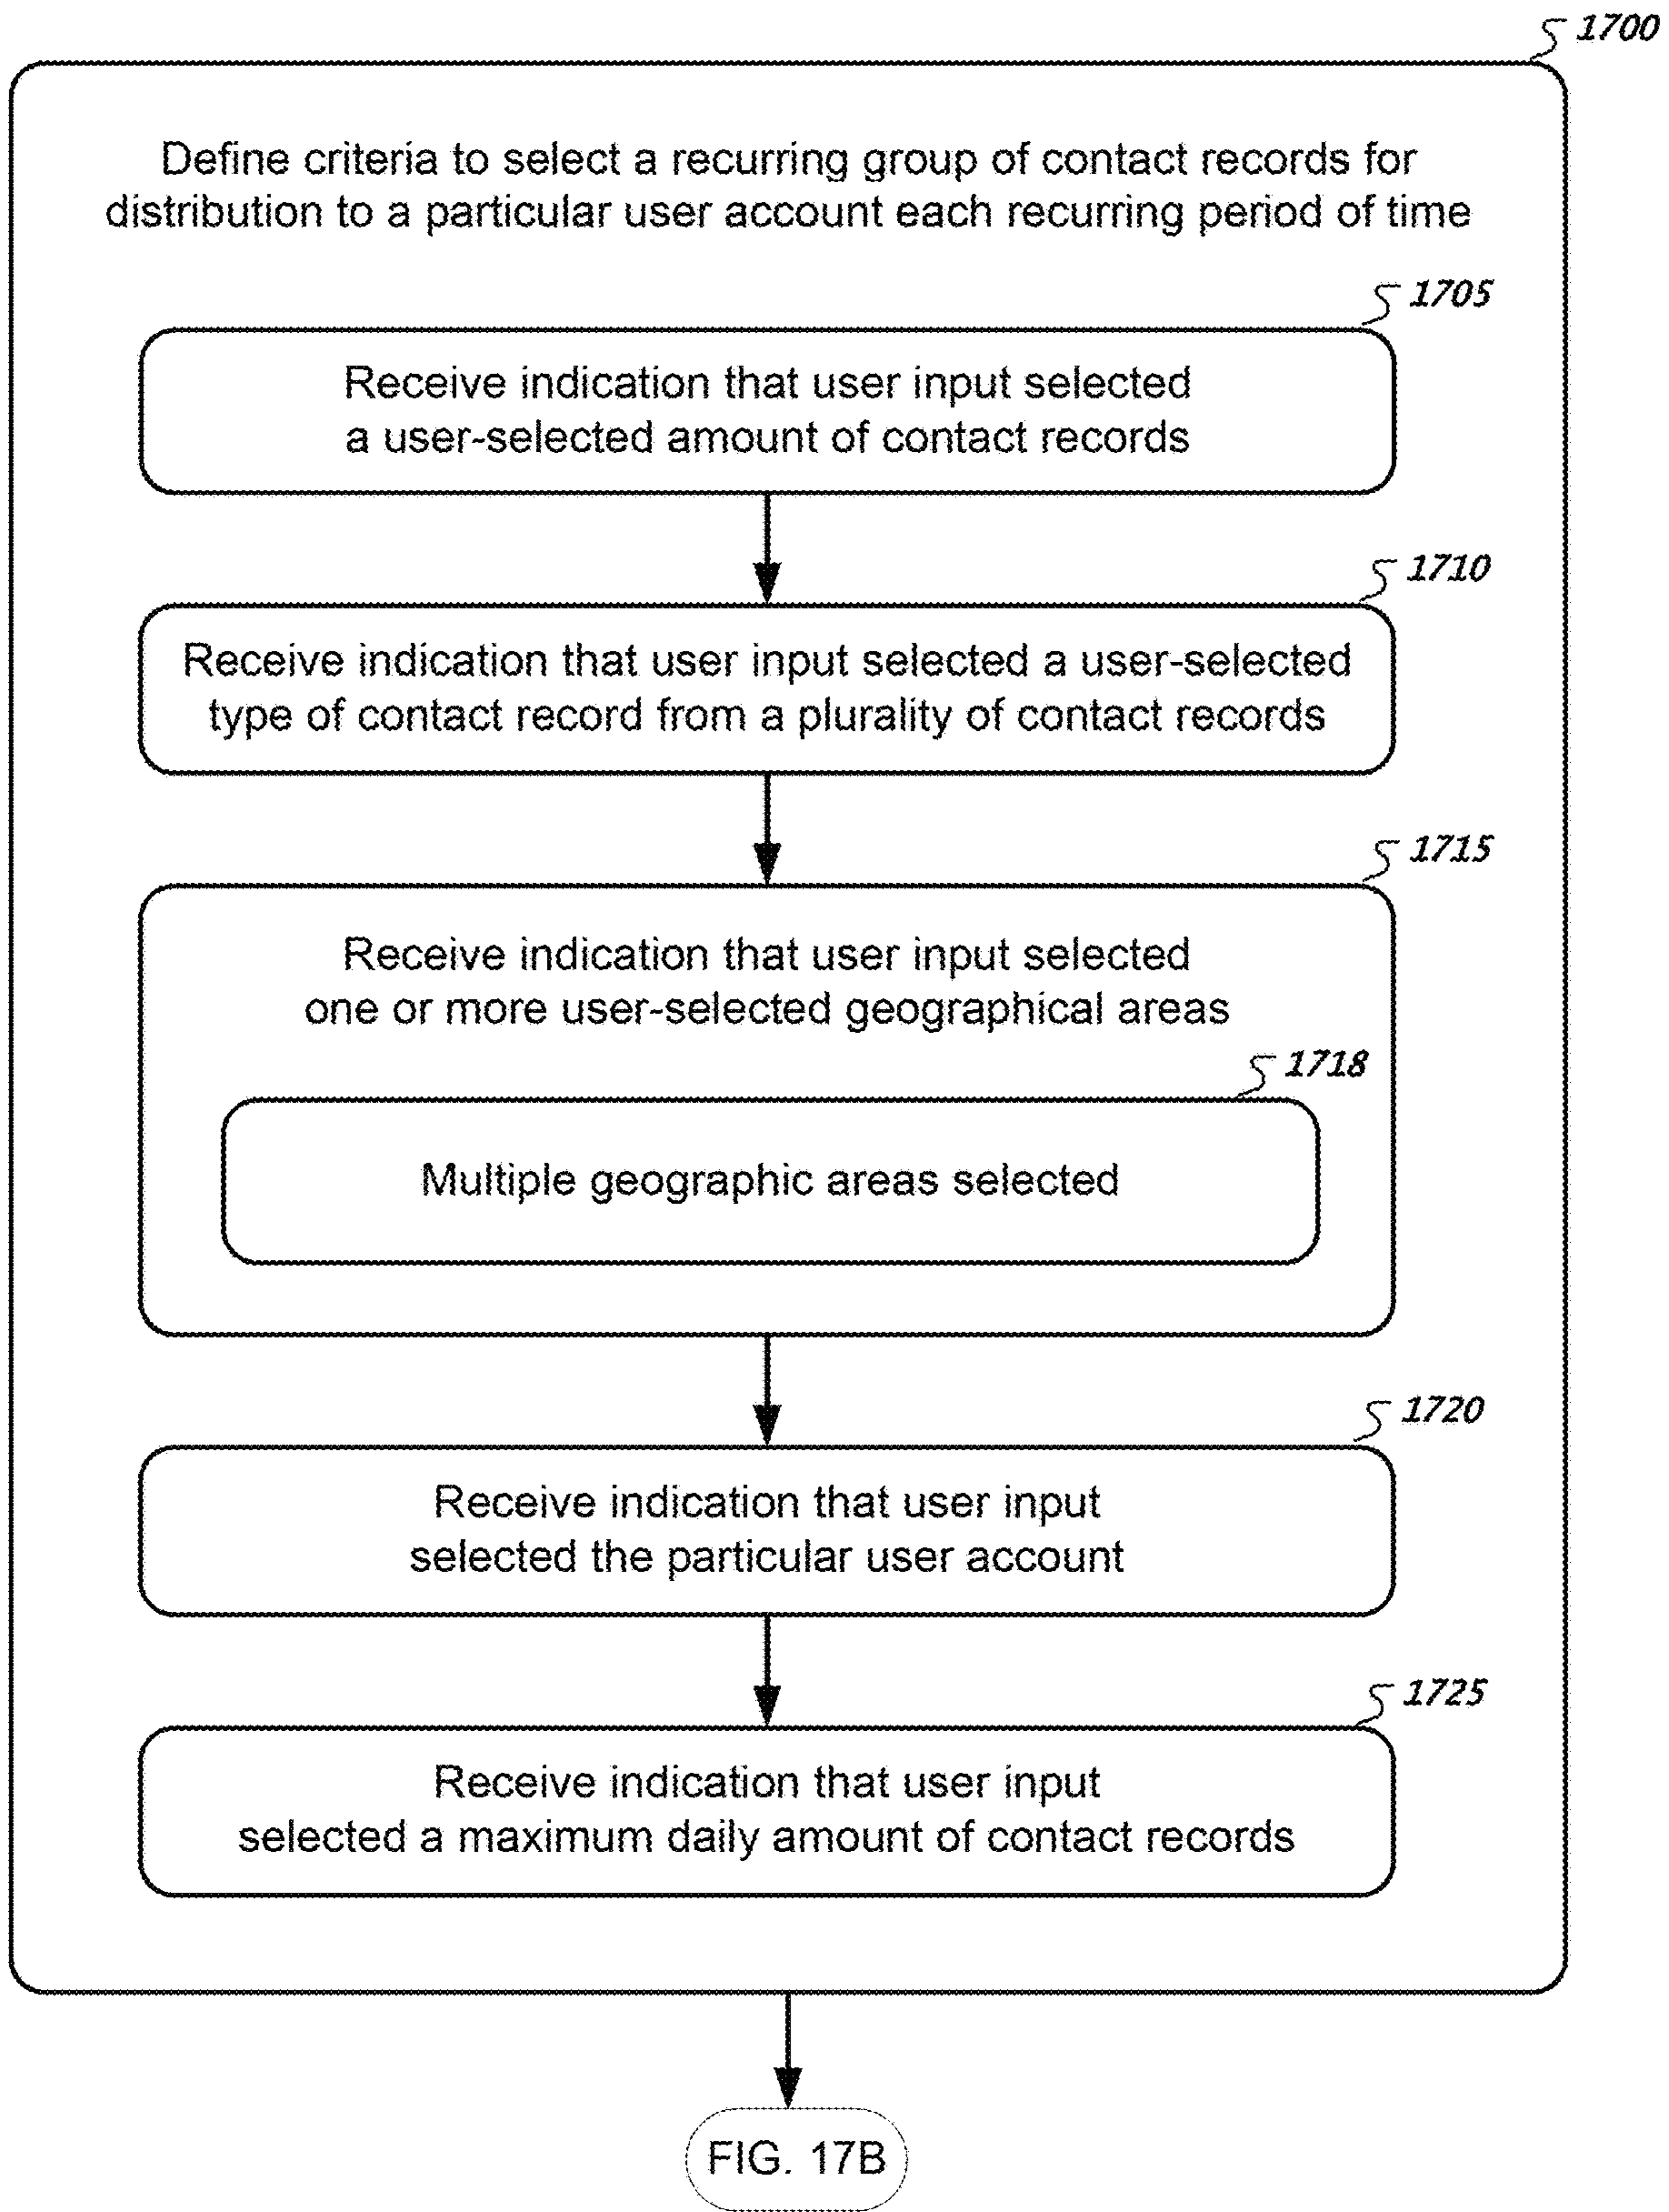 1700
Define criteria to select a recurring group of contact records for
distribution to a particular user account each recurring period of time
1705
Receive indication that user input selected
a user-selected amount of contact records
1710
Receive indication that user input selected a user-selected
type of contact record from a plurality of contact records
1715
Receive indication that user input selected
one or more user-selected geographical areas
1718
Multiple geographic areas selected
1720
Receive indication that user input
selected the particular user account
1725
Receive indication that user input
selected a maximum daily amount of contact records
FIG. 17B